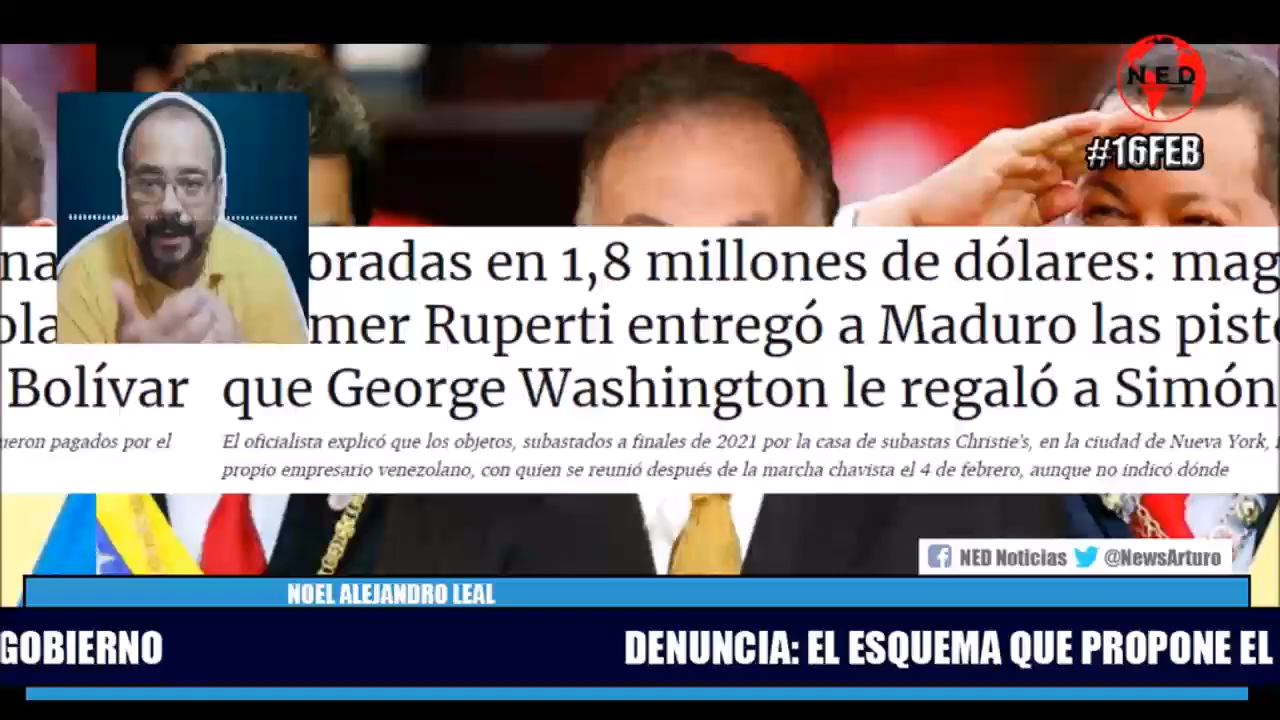 NED
#16FEB
na oradas en 1,8 millones de dólares: mag
ola mer Ruperti entregó a Maduro las pist
Bolívar que George Washington le regaló a Simón
ueron pagados por el El oficialista explicó que los objetos, subastados a finales de 2021 por la casa de subastas Christie's, en la ciudad de Nueva York,
propio empresario venezolano, con quien se reunió después de la marcha chavista el 4 de febrero, aunque no indicó dónde
NED Noticias @NewsArturo
NOEL ALEJANDRO LEAL
GOBIERNO DENUNCIA: EL ESQUEMA QUE PROPONE EL